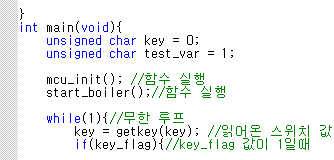 }
int main(void){
unsigned char key = 0;
unsigned char test_var = 1;
mcu_init(); //함수 실행
start_boiler();//함수 실행
while(1){//무한 루프
key = getkey(key); //읽어온 스위치 값
if(key_flag){//key_flag 값이 1일때